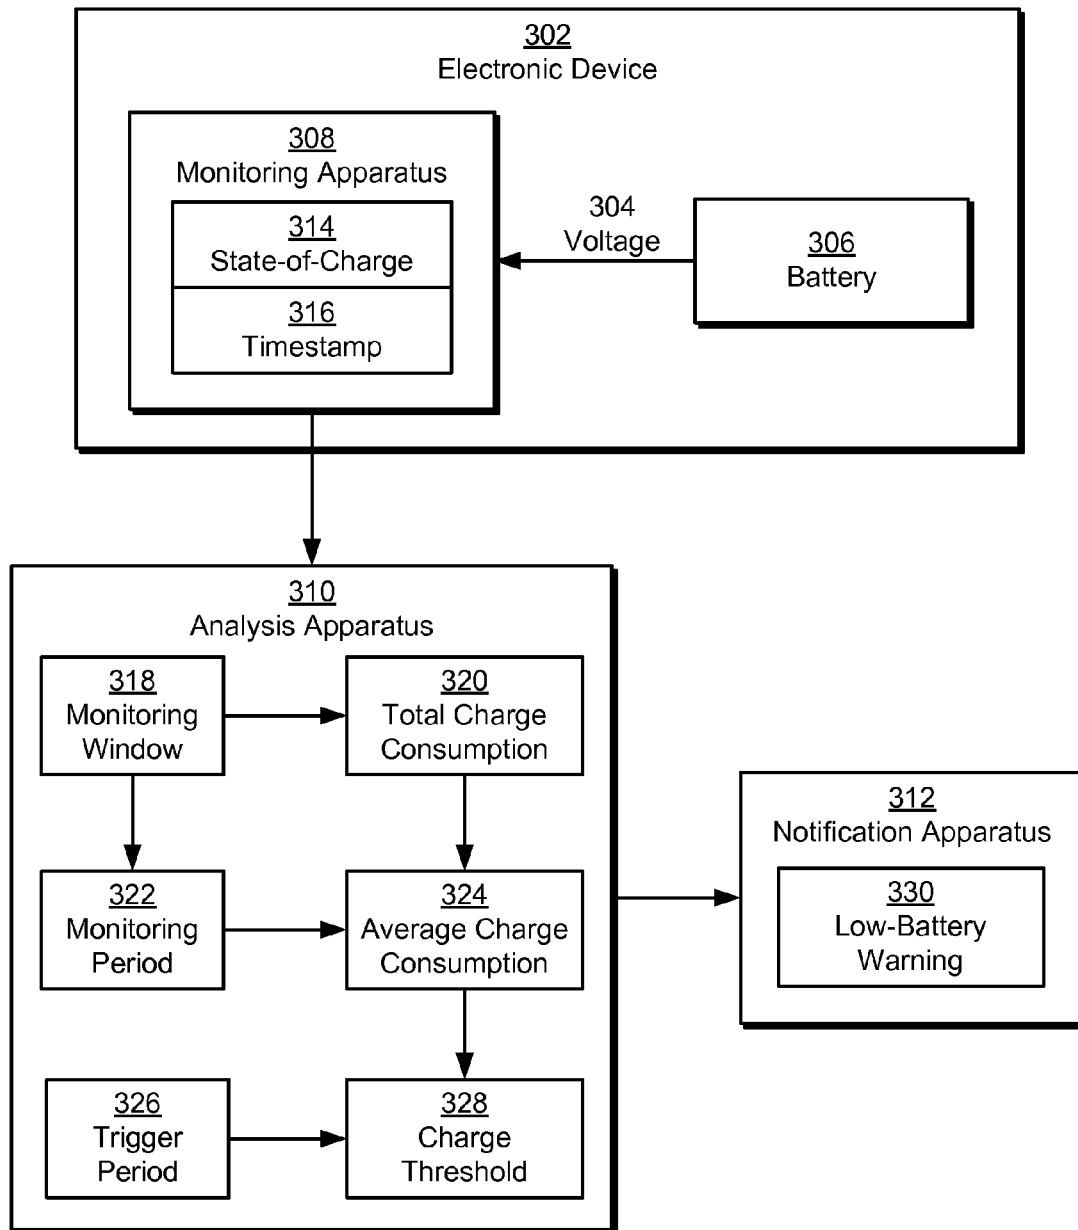 302
Electronic Device
308
Monitoring Apparatus
314
State-of-Charge
316
Timestamp
304
Voltage
306
Battery
310
Analysis Apparatus
318
Monitoring
Window
320
Total Charge
Consumption
322
Monitoring
Period
324
Average Charge
Consumption
326
Trigger
Period
328
Charge
Threshold
312
Notification Apparatus
330
Low-Battery
Warning